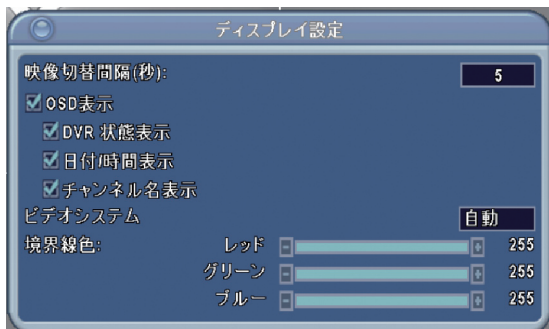 ディスプレイ設定
映像切替間隔(秒): 5
OSD表示
DVR 状態表示
日付/時間表示
チャンネル名表示
ビデオシステム 自動
境界線色: レッド 255
グリーン 255
ブルー 255